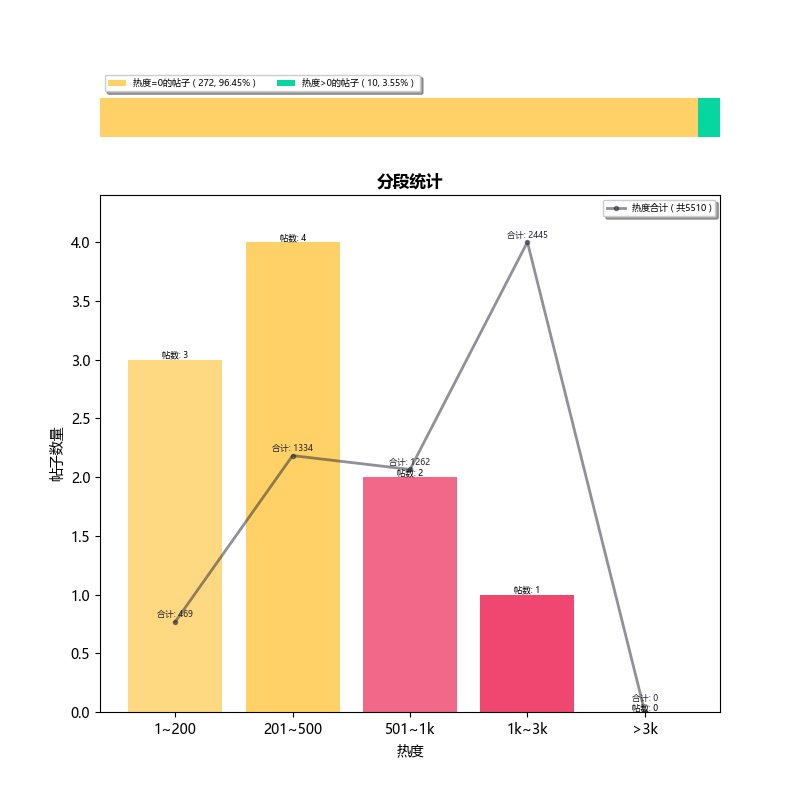 热度=0的帖子 ( 272, 96.45% )
热度>0的帖子 ( 10, 3.55% )
分段统计
热度合计 ( 共5510 )
合计: 2445
帖数: 4
4.0
3.5
帖数: 3
3.0
2.5
合计: 1334
合计: 1262
帖数: 2
2.0
1.5
帖数: 1
1.0
合计: 469
0.5
合计: 0
帖数: 0
0.0
帖子数量
1~200
201~500
501~1k
1k~3k
>3k
热度